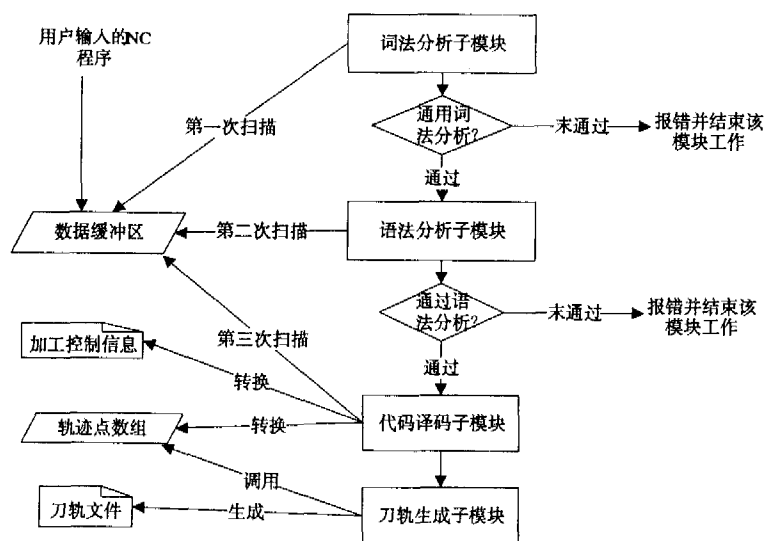 用户输入的NC
程序
词法分析子模块
第一次扫描
通用词
法分析?
末通过
报错并结束该
模块工作
通过
数据缓冲区
第二次扫描
语法分析子模块
通过语
法分析?
末通过
报错并结束该
模块工作
第三次扫描
通过
加工控制信息
转换
代码译码子模块
轨迹点数组
转换
调用
刀轨文件
生成
刀轨生成子模块